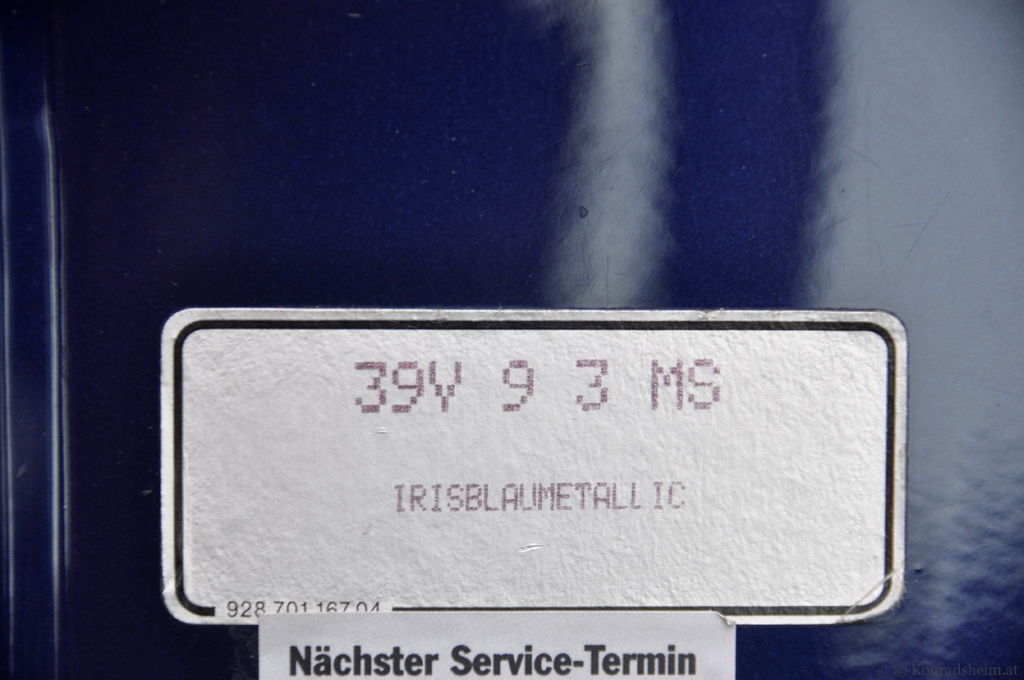 39V 9 3 MS
IRISBLAUMETALLIC
928 701 167 04
Nächster Service-Termin
© Konradsheim.at